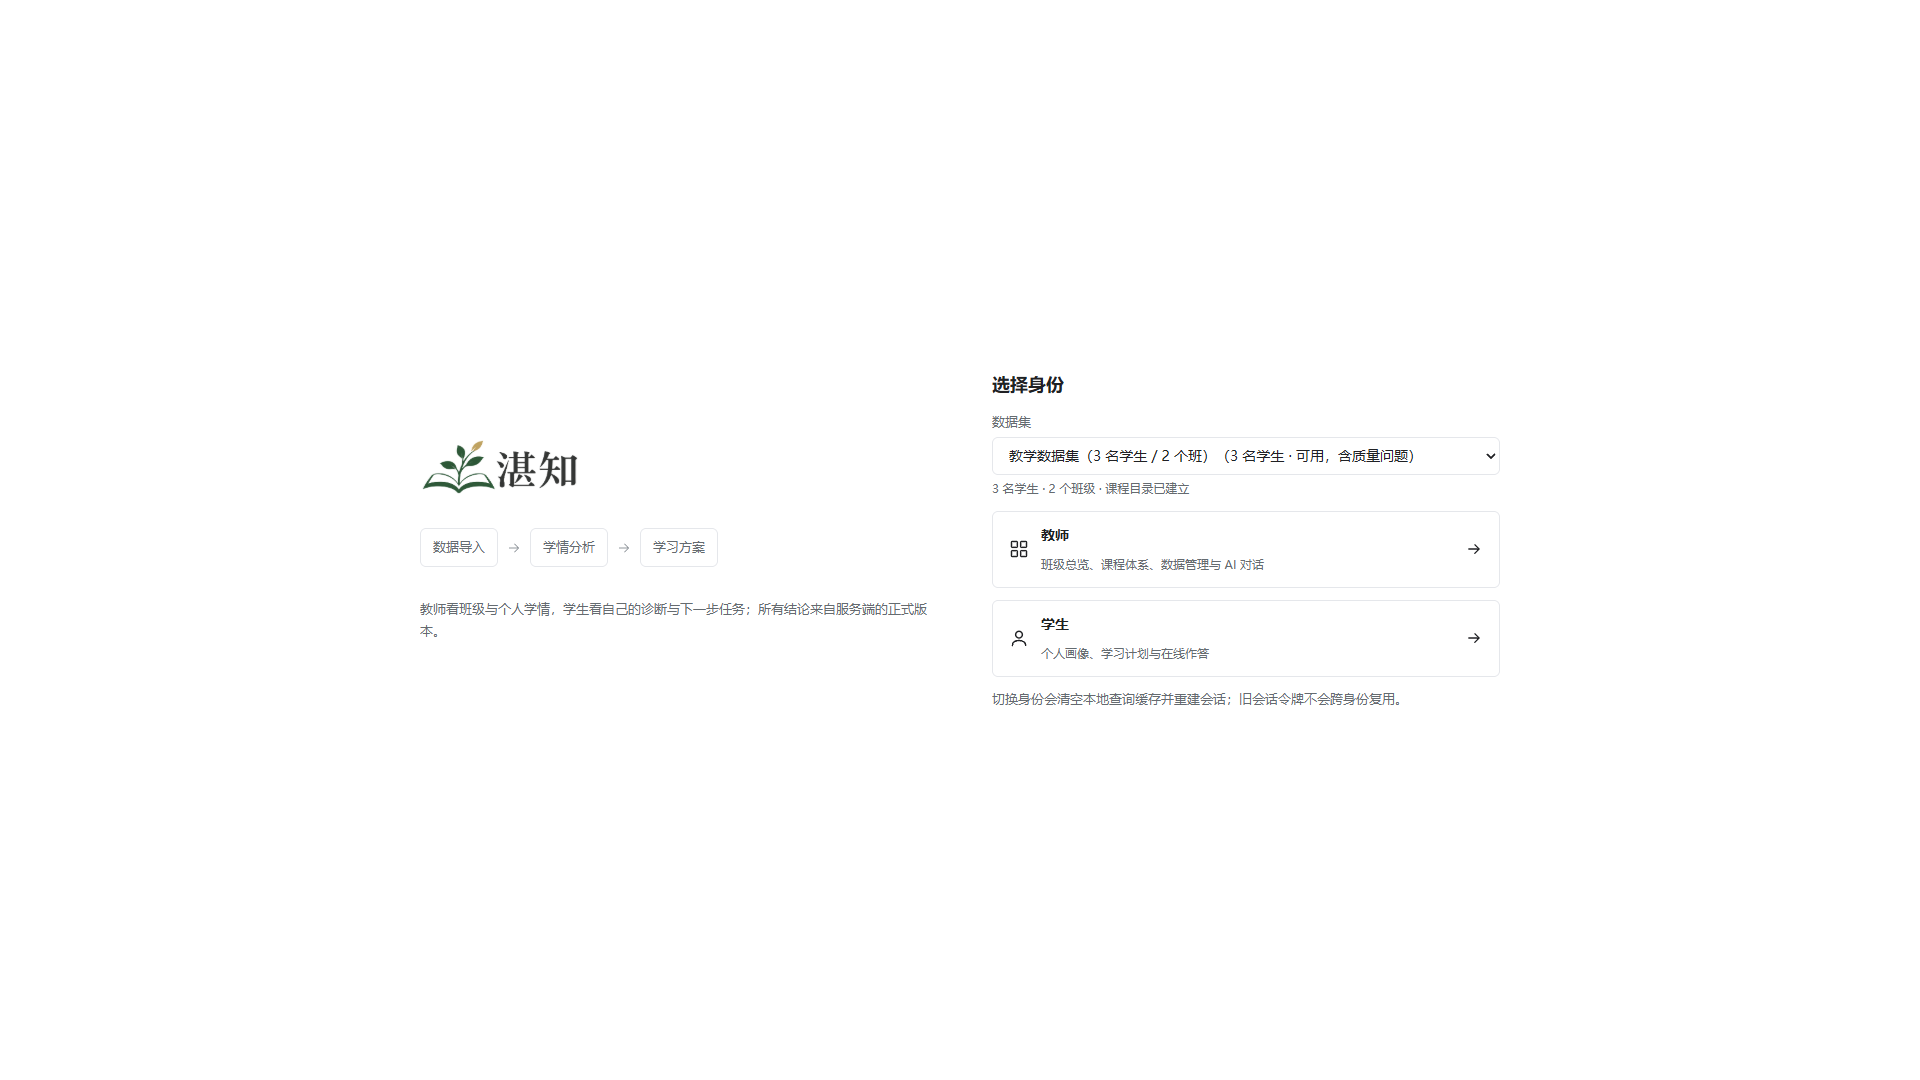 湛知
数据导入
学情分析
学习方案
教师看班级与个人学情，学生看自己的诊断与下一步任务；所有结论来自服务端的正式版
本。
选择身份
数据集
教学数据集（3 名学生 / 2 个班）（3 名学生 · 可用，含质量问题）
3 名学生 · 2 个班级 · 课程目录已建立
教师
班级总览、课程体系、数据管理与 AI 对话
学生
个人画像、学习计划与在线作答
切换身份会清空本地查询缓存并重建会话；旧会话令牌不会跨身份复用。